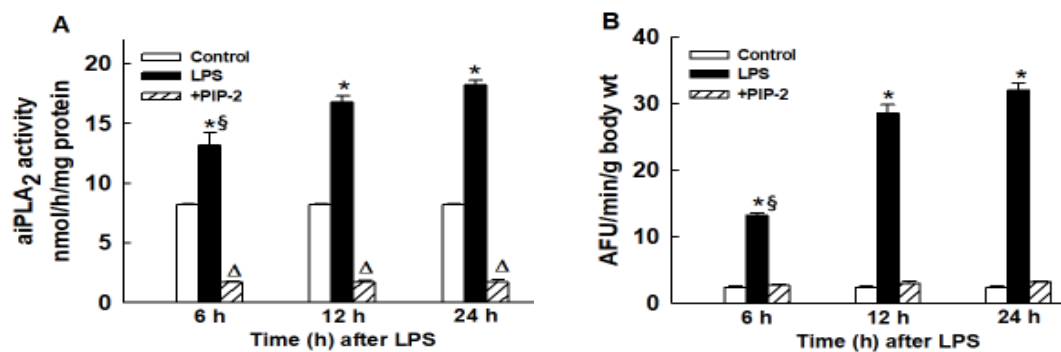 A
aiPLA2 activity
nmol/h/mg protein
20
15
10
5
0
Control
LPS
+PIP-2
*§
*
*
Δ
Δ
Δ
6 h
12 h
24 h
Time (h) after LPS
B
AFU/min/g body wt
40
30
20
10
0
Control
LPS
+PIP-2
*§
*
*
6 h
12 h
24 h
Time (h) after LPS